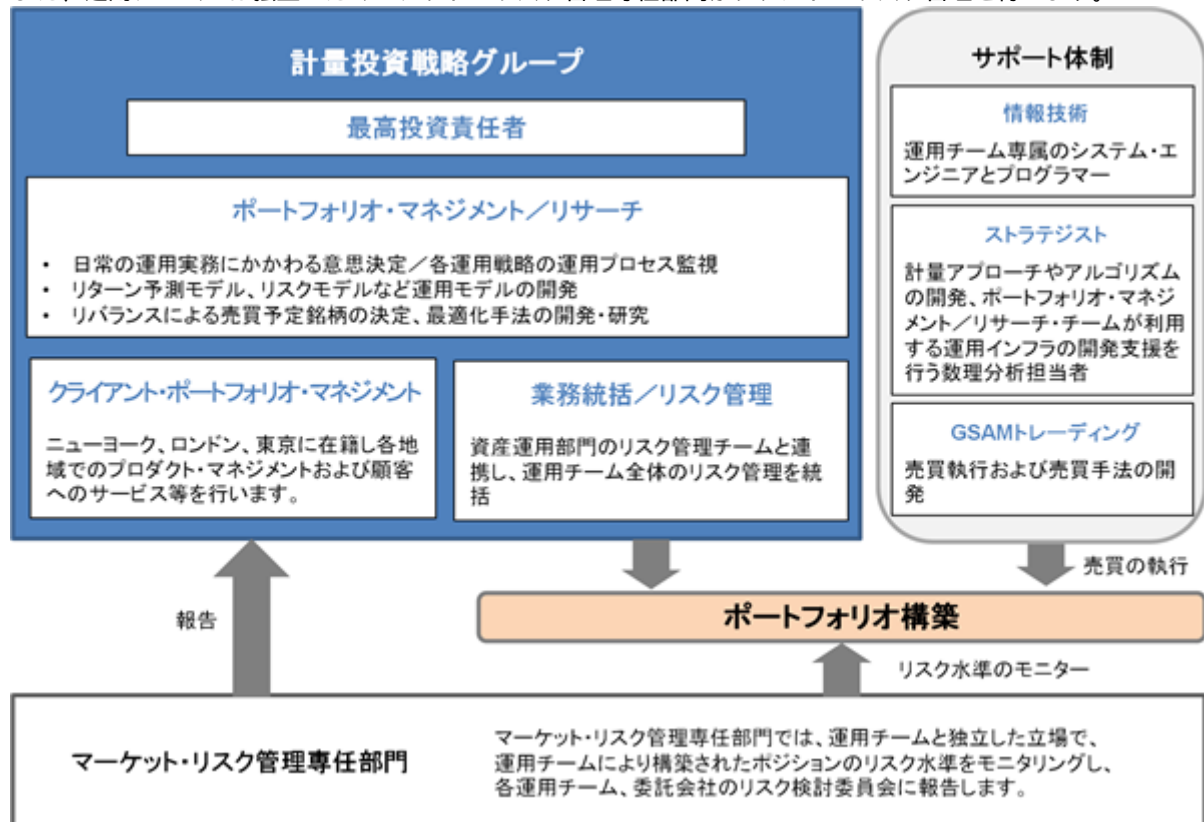 計量投資戦略グループ
最高投資責任者
ポートフォリオ・マネジメント／リサーチ
• 日常の運用実務にかかわる意思決定／各運用戦略の運用プロセス監視
• リターン予測モデル、リスクモデルなど運用モデルの開発
• リバランスによる売買予定銘柄の決定、最適化手法の開発・研究
クライアント・ポートフォリオ・マネジメント
ニューヨーク、ロンドン、東京に在籍し各地
域でのプロダクト・マネジメントおよび顧客
へのサービス等を行います。
業務統括／リスク管理
資産運用部門のリスク管理チームと連
携し、運用チーム全体のリスク管理を統
括
サポート体制
情報技術
運用チーム専属のシステム・エ
ンジニアとプログラマー
ストラテジスト
計量アプローチやアルゴリズム
の開発、ポートフォリオ・マネジ
メント／リサーチ・チームが利用
する運用インフラの開発支援を
行う数理分析担当者
GSAMトレーディング
売買執行および売買手法の開
発
報告
売買の執行
ポートフォリオ構築
リスク水準のモニター
マーケット・リスク管理専任部門
マーケット・リスク管理専任部門では、運用チームと独立した立場で、
運用チームにより構築されたポジションのリスク水準をモニタリングし、
各運用チーム、委託会社のリスク検討委員会に報告します。